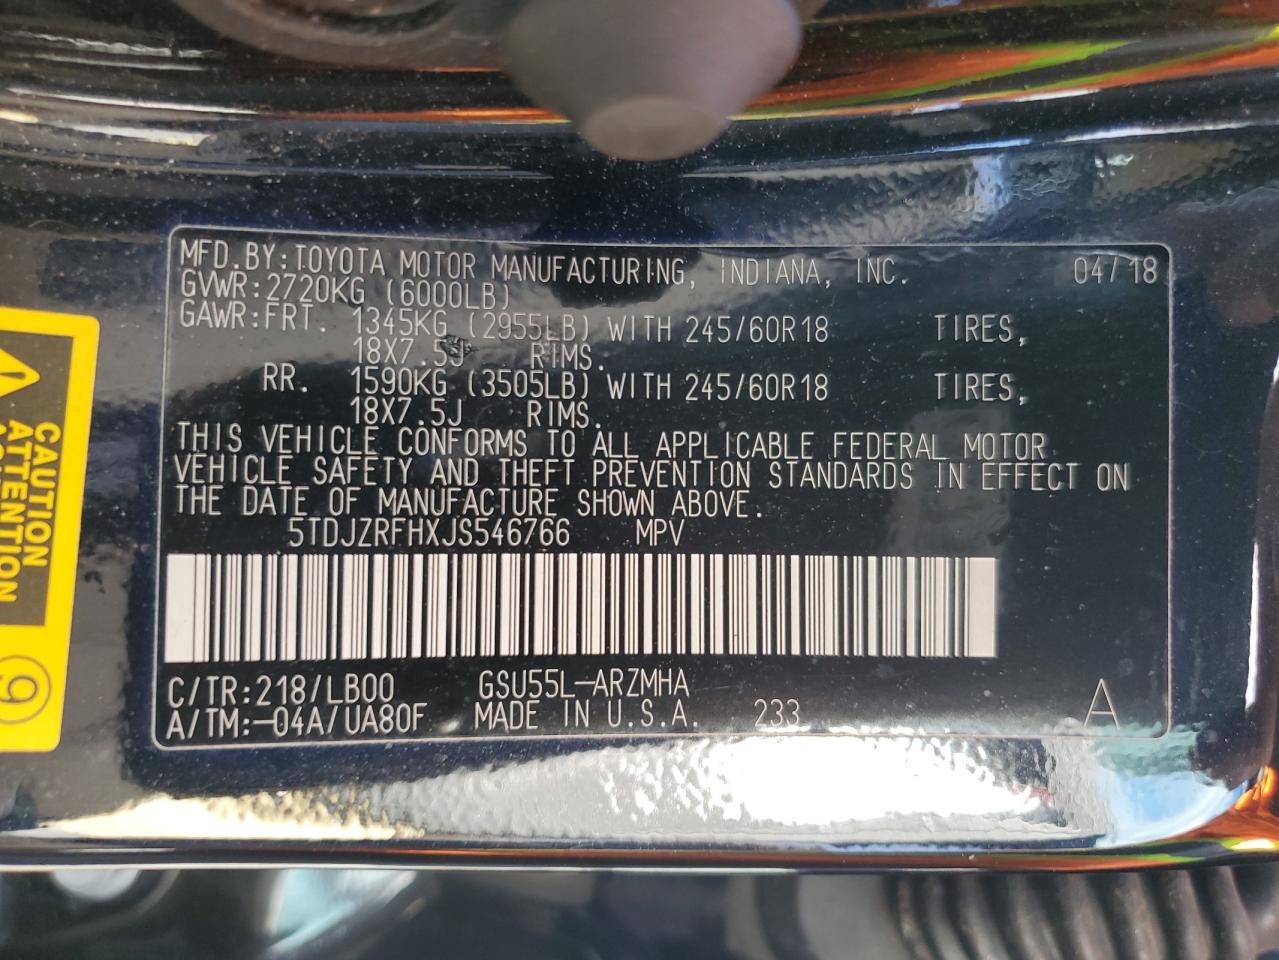 MFD.BY:TOYOTA MOTOR MANUFACTURING, INDIANA, INC. 04/18
GVWR:2720KG (6000LB)
GAWR:FRT. 1345KG (2955LB) WITH 245/60R18 TIRES,
18X7.5J RIMS.
RR. 1590KG (3505LB) WITH 245/60R18 TIRES,
18X7.5J RIMS.
THIS VEHICLE CONFORMS TO ALL APPLICABLE FEDERAL MOTOR
VEHICLE SAFETY AND THEFT PREVENTION STANDARDS IN EFFECT ON
THE DATE OF MANUFACTURE SHOWN ABOVE.
5TDJZRFHXJS546766 MPV
C/TR:218/LB00 GSU55L-ARZMHA
A/TM:-04A/UA80F MADE IN U.S.A. 233 A
CAUTION
ATTENTION
9